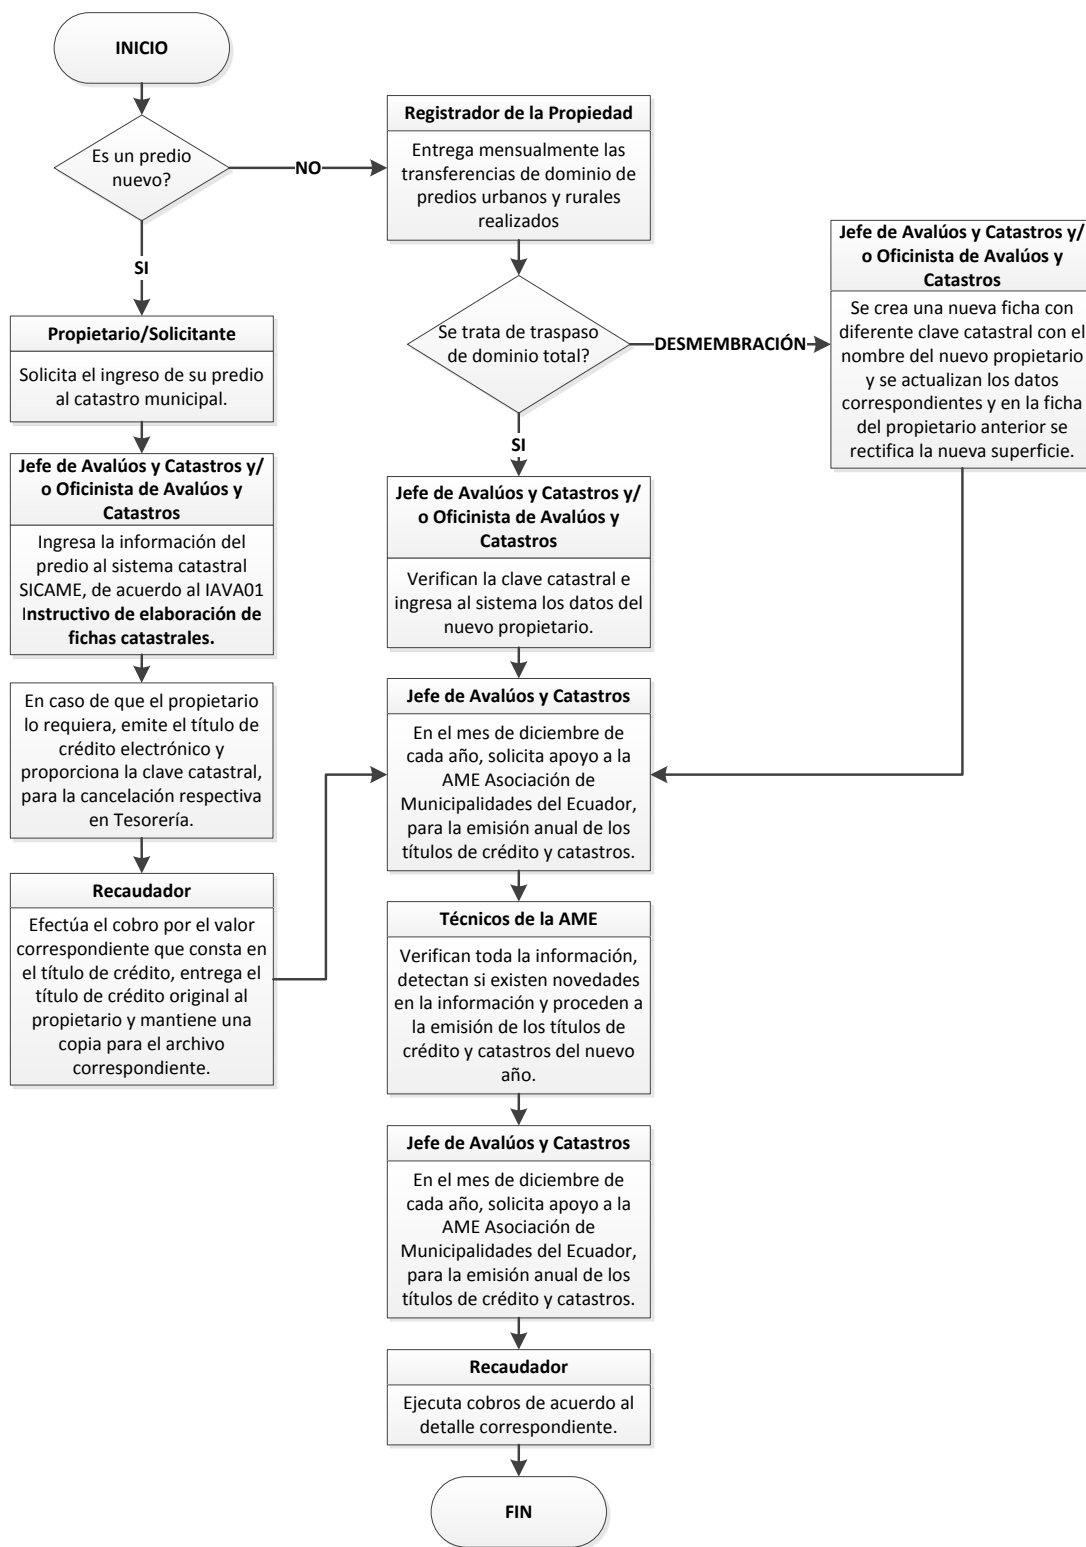 INICIO
Es un predio
nuevo?
NO
SI
Registrador de la Propiedad
Entrega mensualmente las
transferencias de dominio de
predios urbanos y rurales
realizados
Se trata de traspaso
de dominio total?
DESMEMBRACIÓN
SI
Jefe de Avalúos y Catastros y/
o Oficinista de Avalúos y
Catastros
Se crea una nueva ficha con
diferente clave catastral con el
nombre del nuevo propietario
y se actualizan los datos
correspondientes y en la ficha
del propietario anterior se
rectifica la nueva superficie.
Propietario/Solicitante
Solicita el ingreso de su predio
al catastro municipal.
Jefe de Avalúos y Catastros y/
o Oficinista de Avalúos y
Catastros
Ingresa la información del
predio al sistema catastral
SICAME, de acuerdo al IAVA01
Instructivo de elaboración de
fichas catastrales.
En caso de que el propietario
lo requiera, emite el título de
crédito electrónico y
proporciona la clave catastral,
para la cancelación respectiva
en Tesorería.
Recaudador
Efectúa el cobro por el valor
correspondiente que consta en
el título de crédito, entrega el
título de crédito original al
propietario y mantiene una
copia para el archivo
correspondiente.
Jefe de Avalúos y Catastros y/
o Oficinista de Avalúos y
Catastros
Verifican la clave catastral e
ingresa al sistema los datos del
nuevo propietario.
Jefe de Avalúos y Catastros
En el mes de diciembre de
cada año, solicita apoyo a la
AME Asociación de
Municipalidades del Ecuador,
para la emisión anual de los
títulos de crédito y catastros.
Técnicos de la AME
Verifican toda la información,
detectan si existen novedades
en la información y proceden a
la emisión de los títulos de
crédito y catastros del nuevo
año.
Jefe de Avalúos y Catastros
En el mes de diciembre de
cada año, solicita apoyo a la
AME Asociación de
Municipalidades del Ecuador,
para la emisión anual de los
títulos de crédito y catastros.
Recaudador
Ejecuta cobros de acuerdo al
detalle correspondiente.
FIN